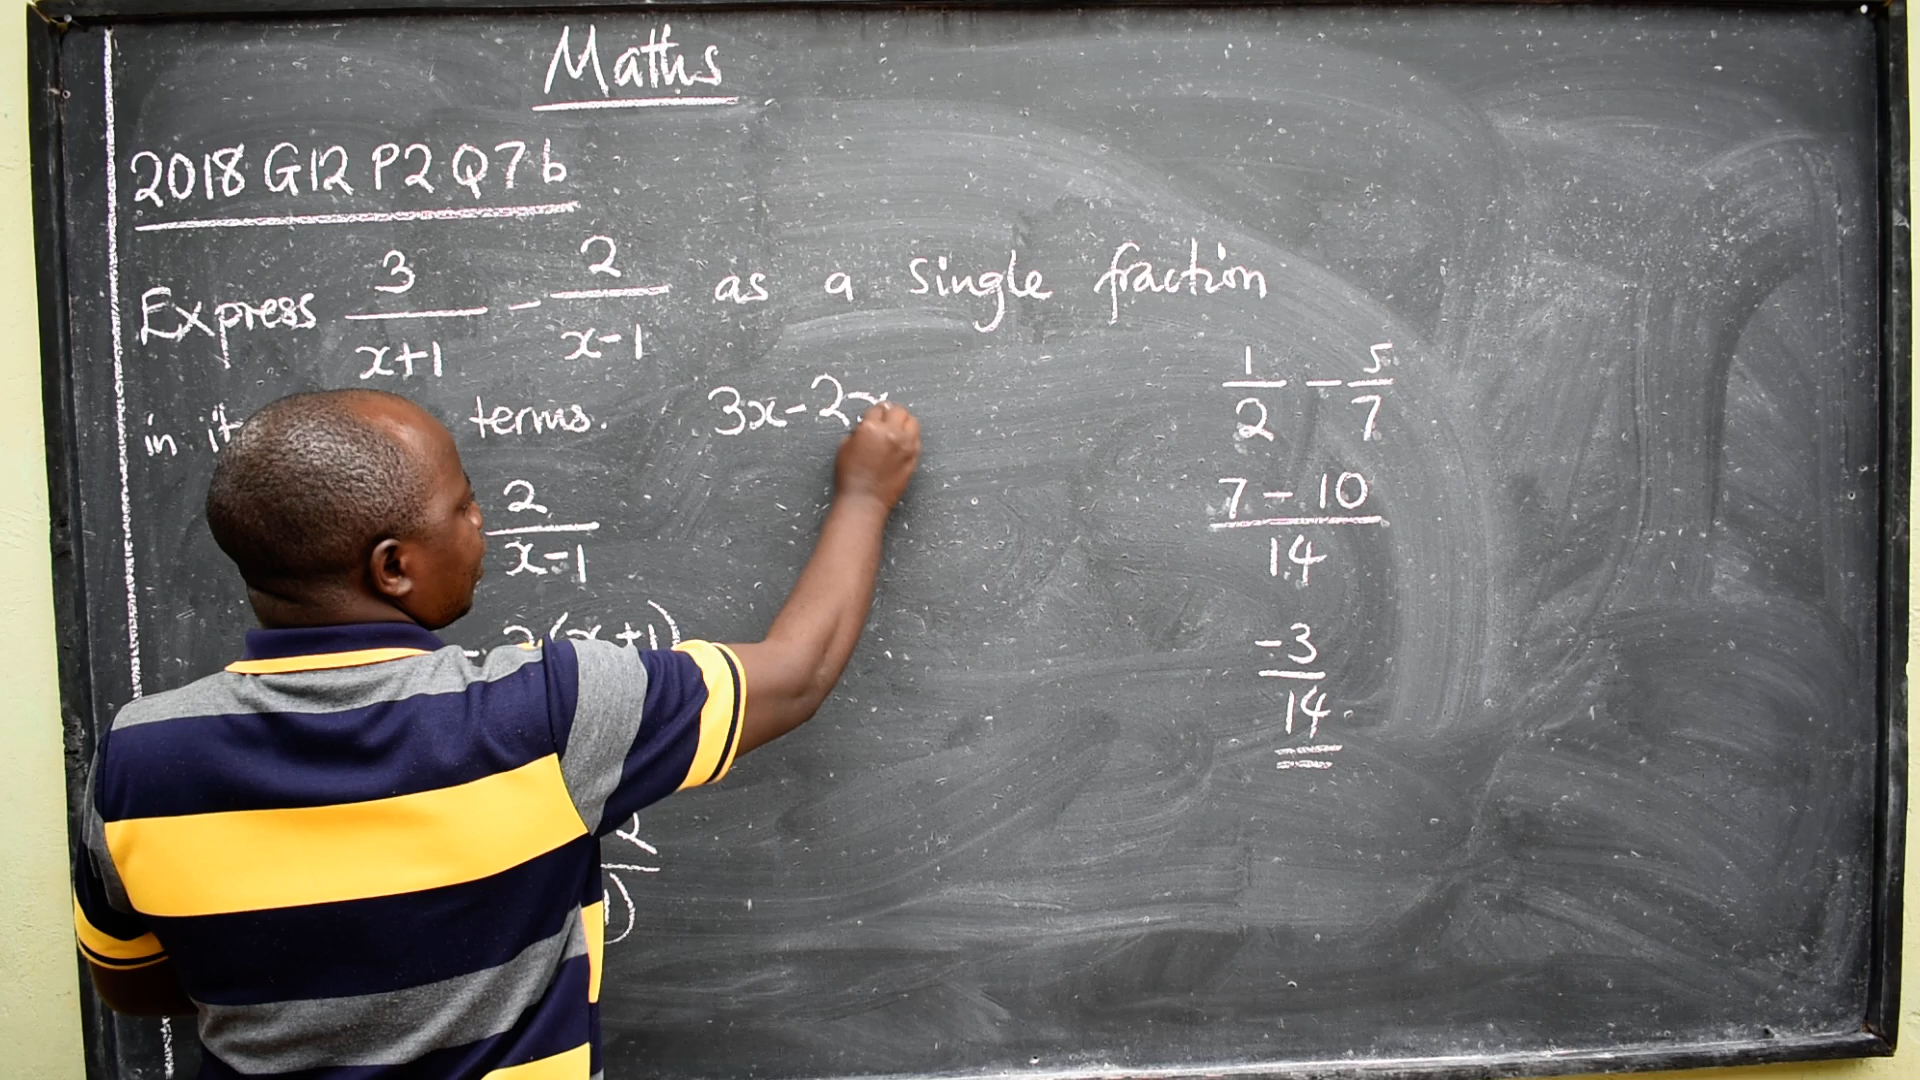 Maths
2018 G12 P2 Q7b
Express 3/(x+1) - 2/(x-1) as a single fraction
in terms.
3x-2x
2/(x-1)
2(x+1)
2
)
1/2 - 5/7
(7-10)/14
-3/14